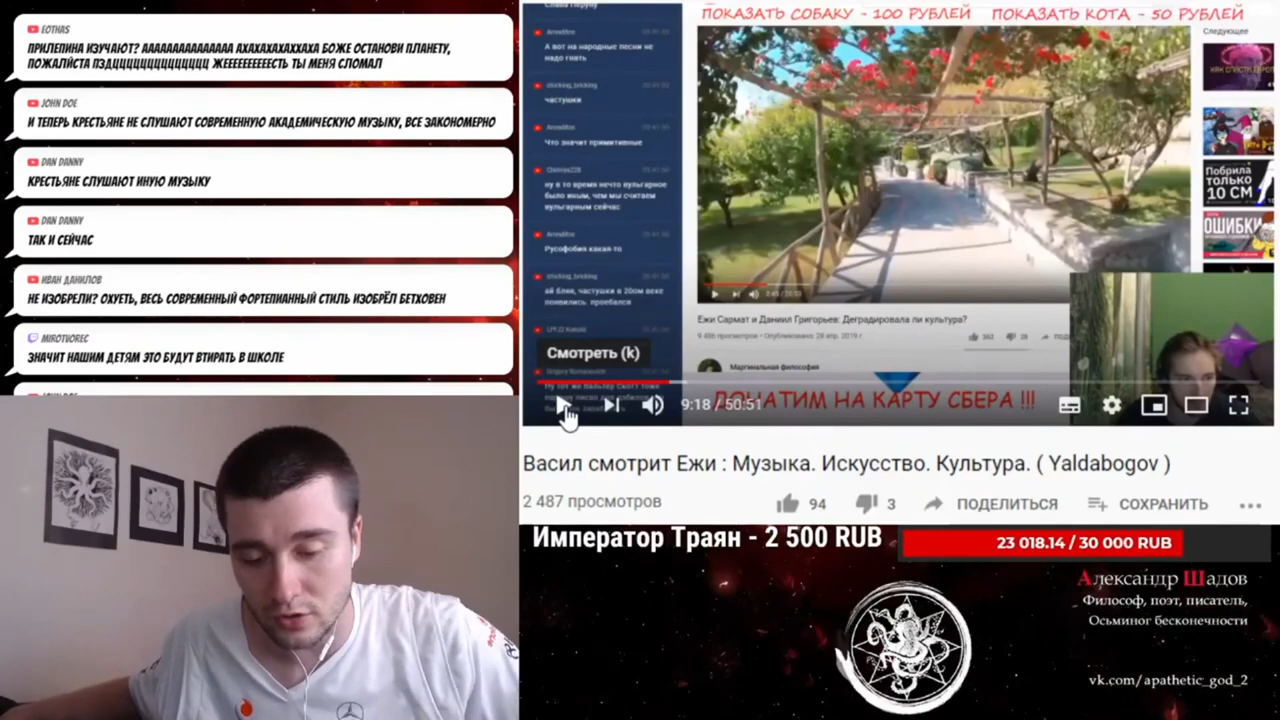 EOTHAS
ПРИЛЕПИНА ИЗУЧАЮТ? АААААААААААААА АХАХАХАХАХХАХА БОЖЕ ОСТАНОВИ ПЛАНЕТУ,
ПОЖАЛЙСТА ПЗДЦЦЦЦЦЦЦЦЦЦЦЦЦЦ ЖЕЕЕЕЕЕЕЕЕСТЬ ТЫ МЕНЯ СЛОМАЛ
JOHN DOE
И ТЕПЕРЬ КРЕСТЬЯНЕ НЕ СЛУШАЮТ СОВРЕМЕННУЮ АКАДЕМИЧЕСКУЮ МУЗЫКУ, ВСЕ ЗАКОНОМЕРНО
DAN DANNY
КРЕСТЬЯНЕ СЛУШАЮТ ИНУЮ МУЗЫКУ
DAN DANNY
ТАК И СЕЙЧАС
ИВАН ДАНИЛОВ
НЕ ИЗОБРЕЛИ? ОХУЕТЬ, ВЕСЬ СОВРЕМЕННЫЙ ФОРТЕПИАННЫЙ СТИЛЬ ИЗОБРЁЛ БЕТХОВЕН
MIROTVOREC
ЗНАЧИТ НАШИМ ДЕТЯМ ЭТО БУДУТ ВТИРАТЬ В ШКОЛЕ
ПОКАЗАТЬ СОБАКУ - 100 РУБЛЕЙ ПОКАЗАТЬ КОТА - 50 РУБЛЕЙ
Следующее
А вот на народные песни не
надо гнать
частушки
Что значит примитивные
ну в то время нечто вульгарное
было иным, чем мы считаем
вульгарным сейчас
Русофобия какая-то
ай бляя, частушки в 20ом веке
появились. проебался
Побрила
только
10 СМ
ОШИБКИ
Ежи Сармат и Даниил Григорьев: Деградировала ли культура?
Маргинальная философия
Смотреть (k)
ДОНАТИМ НА КАРТУ СБЕРА !!!
9:18 / 50:51
Васил смотрит Ежи : Музыка. Искусство. Культура. ( Yaldabogov )
2 487 просмотров
94
3
ПОДЕЛИТЬСЯ
СОХРАНИТЬ
Император Траян - 2 500 RUB
23 018.14 / 30 000 RUB
Александр Шадов
Философ, поэт, писатель,
Осьминог бесконечности
vk.com/apathetic_god_2